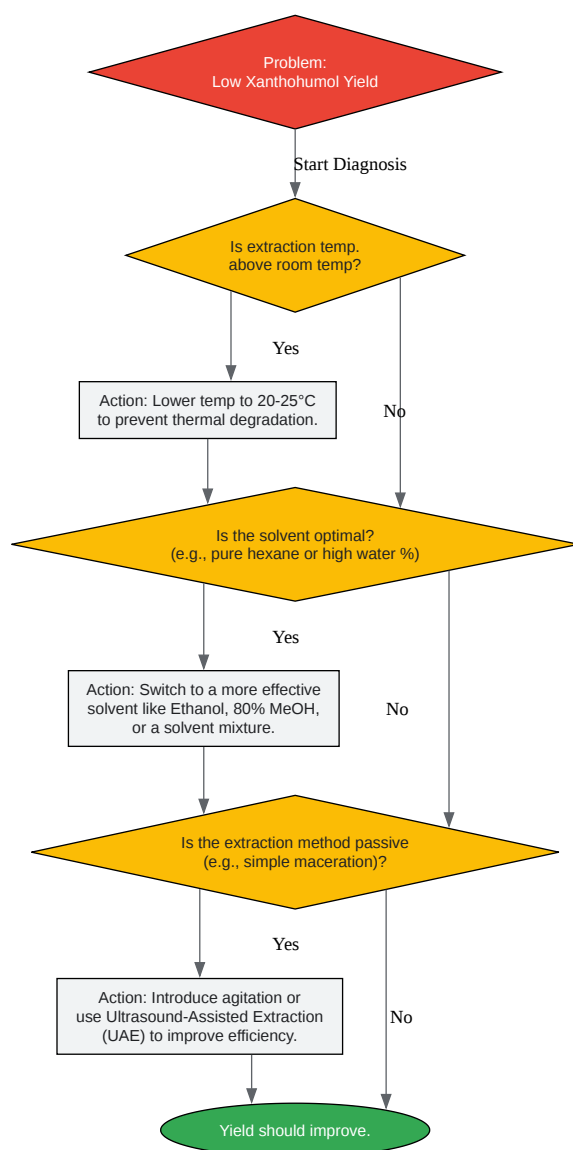 Problem:
Low Xanthohumol Yield
Start Diagnosis
Is extraction temp.
above room temp?
Yes
Action: Lower temp to 20-25°C
to prevent thermal degradation.
No
Is the solvent optimal?
(e.g., pure hexane or high water %)
Yes
Action: Switch to a more effective
solvent like Ethanol, 80% MeOH,
or a solvent mixture.
No
Is the extraction method passive
(e.g., simple maceration)?
Yes
Action: Introduce agitation or
use Ultrasound-Assisted Extraction
(UAE) to improve efficiency.
No
Yield should improve.